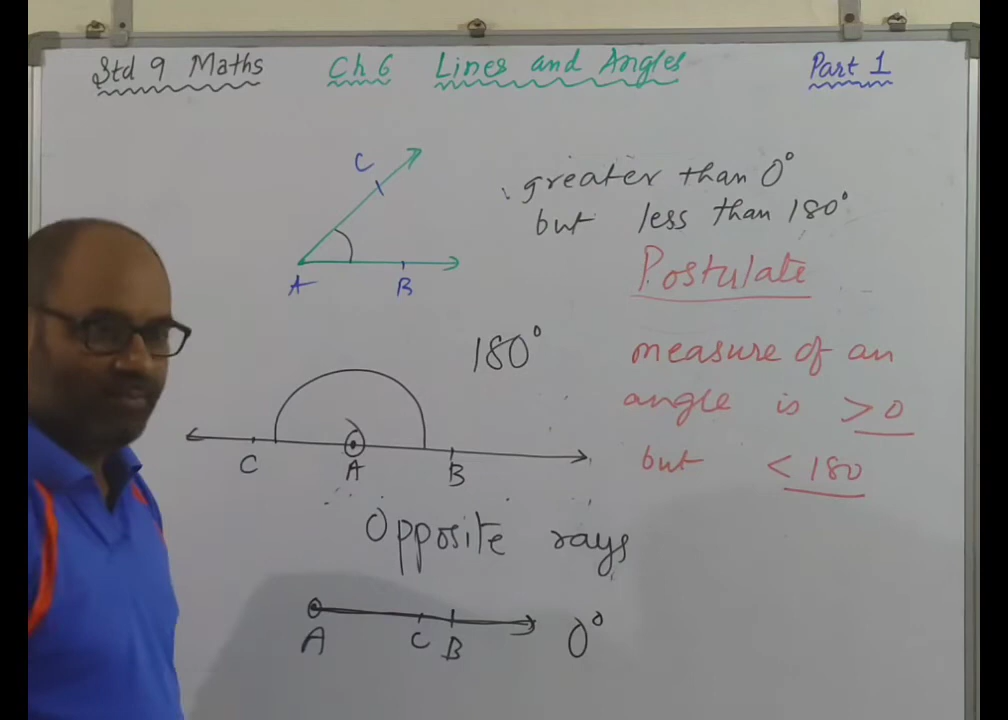 Std 9 Maths Ch 6 Lines and Angles Part 1
C
A B
greater than 0°
but less than 180°
Postulate
measure of an
angle is > 0
but < 180
180°
C A B
Opposite rays
A C B 0°